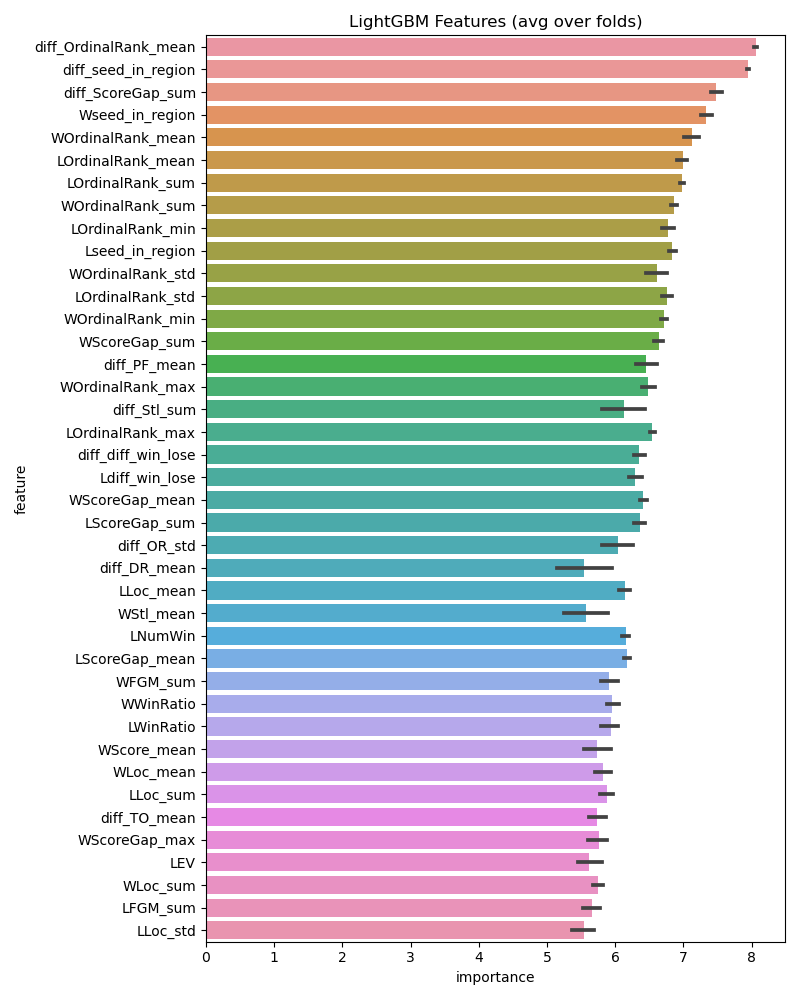 LightGBM Features (avg over folds)
feature
diff_OrdinalRank_mean
diff_seed_in_region
diff_ScoreGap_sum
Wseed_in_region
WOrdinalRank_mean
LOrdinalRank_mean
LOrdinalRank_sum
WOrdinalRank_sum
LOrdinalRank_min
Lseed_in_region
WOrdinalRank_std
LOrdinalRank_std
WOrdinalRank_min
WScoreGap_sum
diff_PF_mean
WOrdinalRank_max
diff_Stl_sum
LOrdinalRank_max
diff_diff_win_lose
Ldiff_win_lose
WScoreGap_mean
LScoreGap_sum
diff_OR_std
diff_DR_mean
LLoc_mean
WStl_mean
LNumWin
LScoreGap_mean
WFGM_sum
WWinRatio
LWinRatio
WScore_mean
WLoc_mean
LLoc_sum
diff_TO_mean
WScoreGap_max
LEV
WLoc_sum
LFGM_sum
LLoc_std
0 1 2 3 4 5 6 7 8
importance